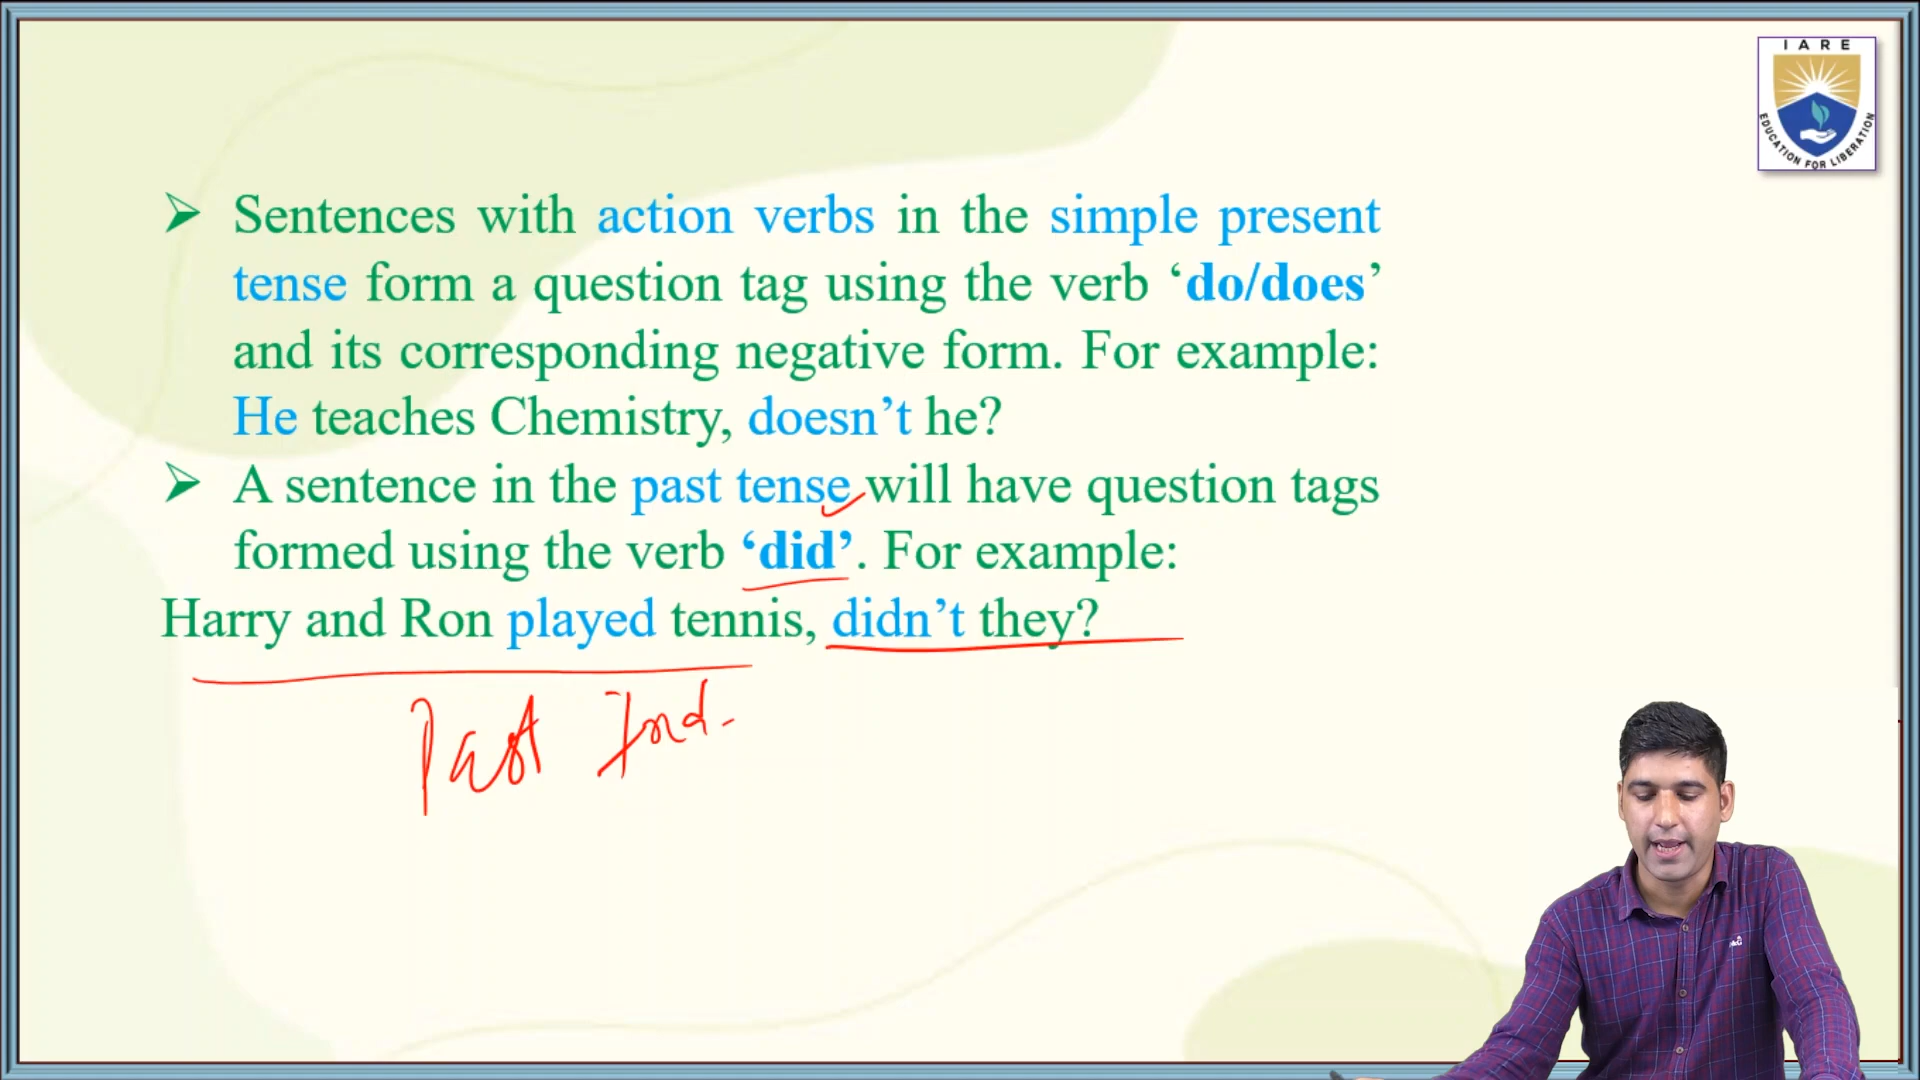 IARE
EDUCATION FOR LIBERATION
➢ Sentences with action verbs in the simple present
tense form a question tag using the verb ‘do/does’
and its corresponding negative form. For example:
He teaches Chemistry, doesn’t he?
➢ A sentence in the past tense will have question tags
formed using the verb ‘did’. For example:
Harry and Ron played tennis, didn’t they?
Past Ind.